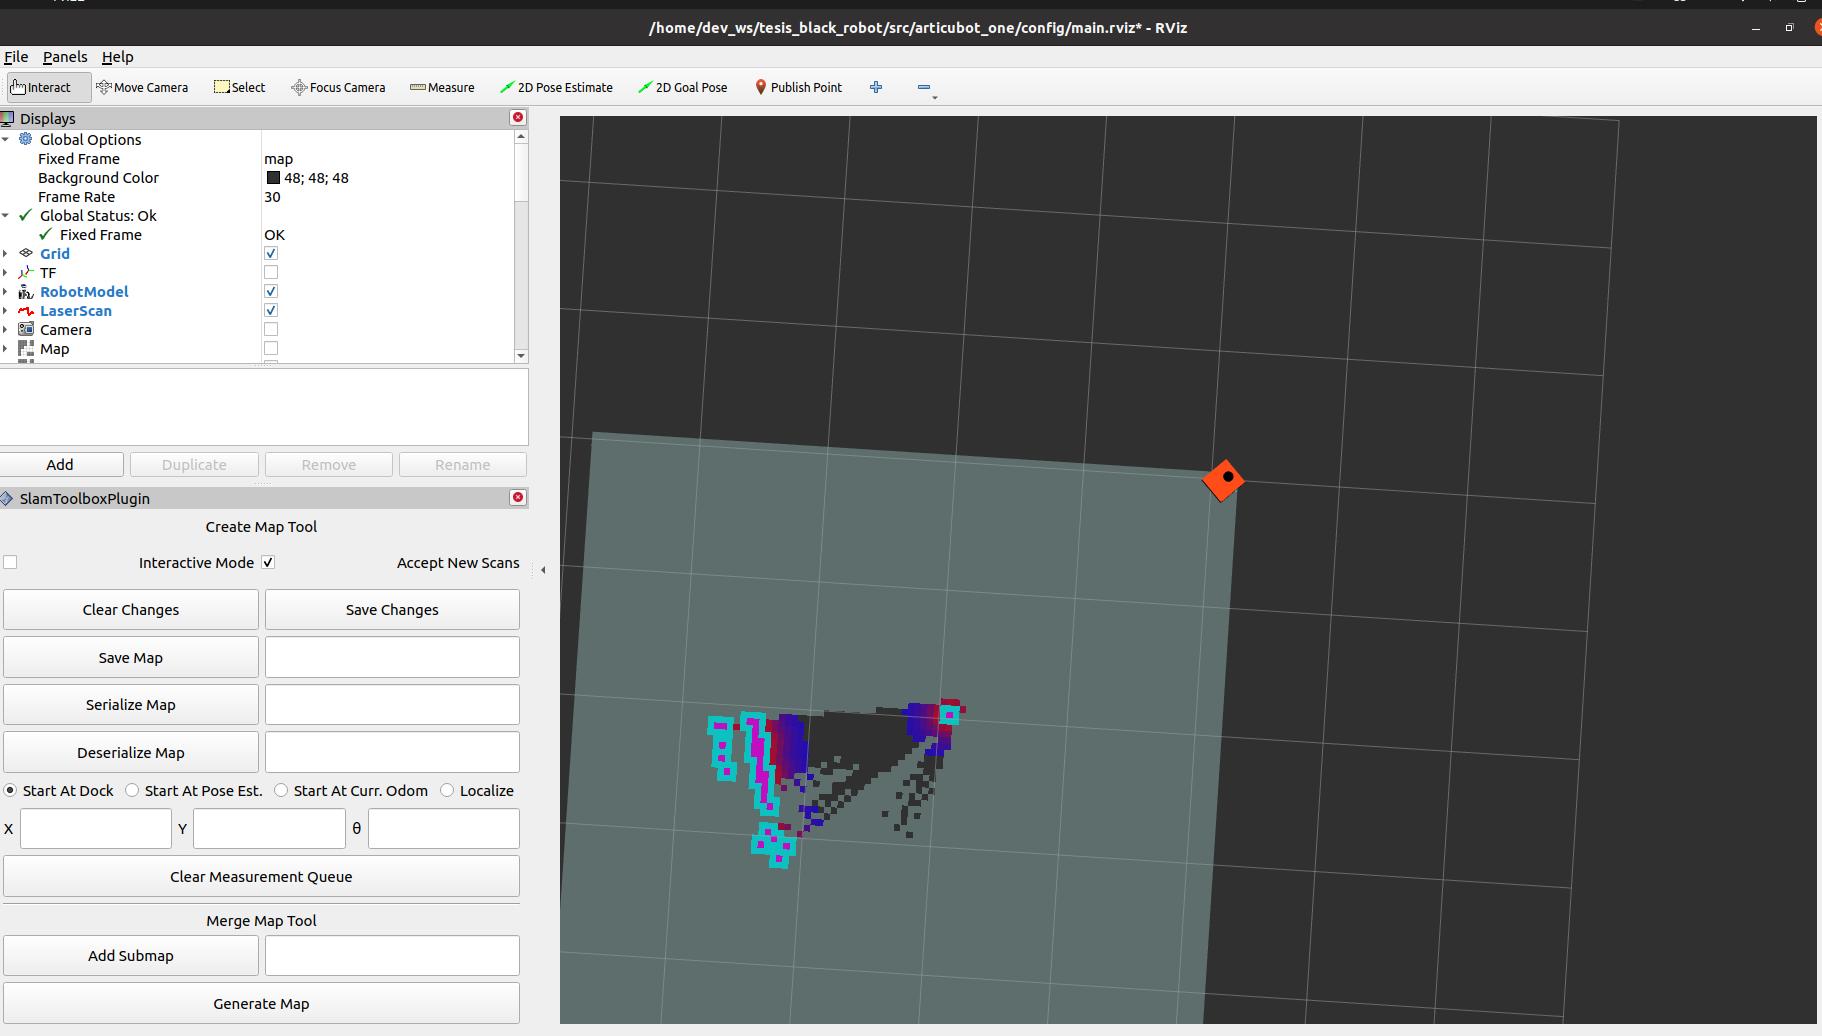 /home/dev_ws/tesis_black_robot/src/articubot_one/config/main.rviz* - RViz
File Panels Help
Interact Move Camera Select Focus Camera Measure 2D Pose Estimate 2D Goal Pose Publish Point
Displays
Global Options
Fixed Frame map
Background Color 48; 48; 48
Frame Rate 30
Global Status: Ok
Fixed Frame OK
Grid
TF
RobotModel
LaserScan
Camera
Map
Add Duplicate Remove Rename
SlamToolboxPlugin
Create Map Tool
Interactive Mode Accept New Scans
Clear Changes Save Changes
Save Map
Serialize Map
Deserialize Map
Start At Dock Start At Pose Est. Start At Curr. Odom Localize
X Y θ
Clear Measurement Queue
Merge Map Tool
Add Submap
Generate Map